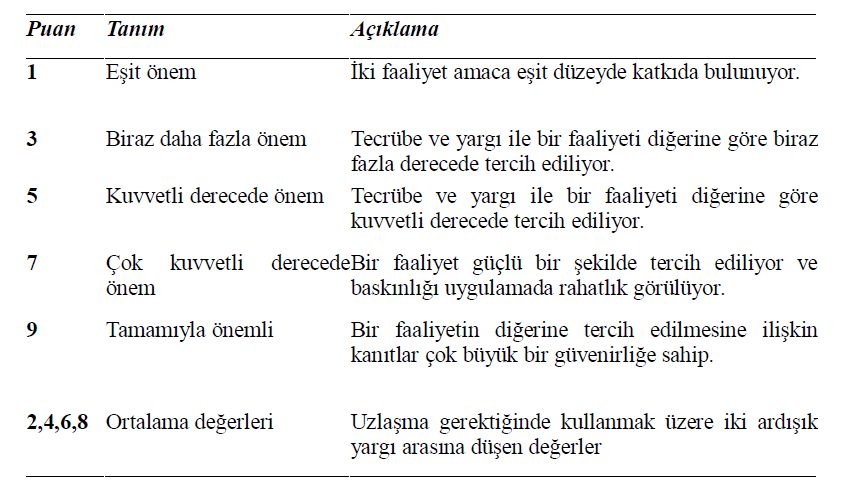 Puan Tanım Açıklama
1 Eşit önem İki faaliyet amaca eşit düzeyde katkıda bulunuyor.
3 Biraz daha fazla önem Tecrübe ve yargı ile bir faaliyeti diğerine göre biraz
fazla derecede tercih ediliyor.
5 Kuvvetli derecede önem Tecrübe ve yargı ile bir faaliyeti diğerine göre
kuvvetli derecede tercih ediliyor.
7 Çok kuvvetli derecede Bir faaliyet güçlü bir şekilde tercih ediliyor ve
önem baskınlığı uygulamada rahatlık görülüyor.
9 Tamamıyla önemli Bir faaliyetin diğerine tercih edilmesine ilişkin
kanıtlar çok büyük bir güvenirliğe sahip.
2,4,6,8 Ortalama değerleri Uzlaşma gerektiğinde kullanmak üzere iki ardışık
yargı arasına düşen değerler